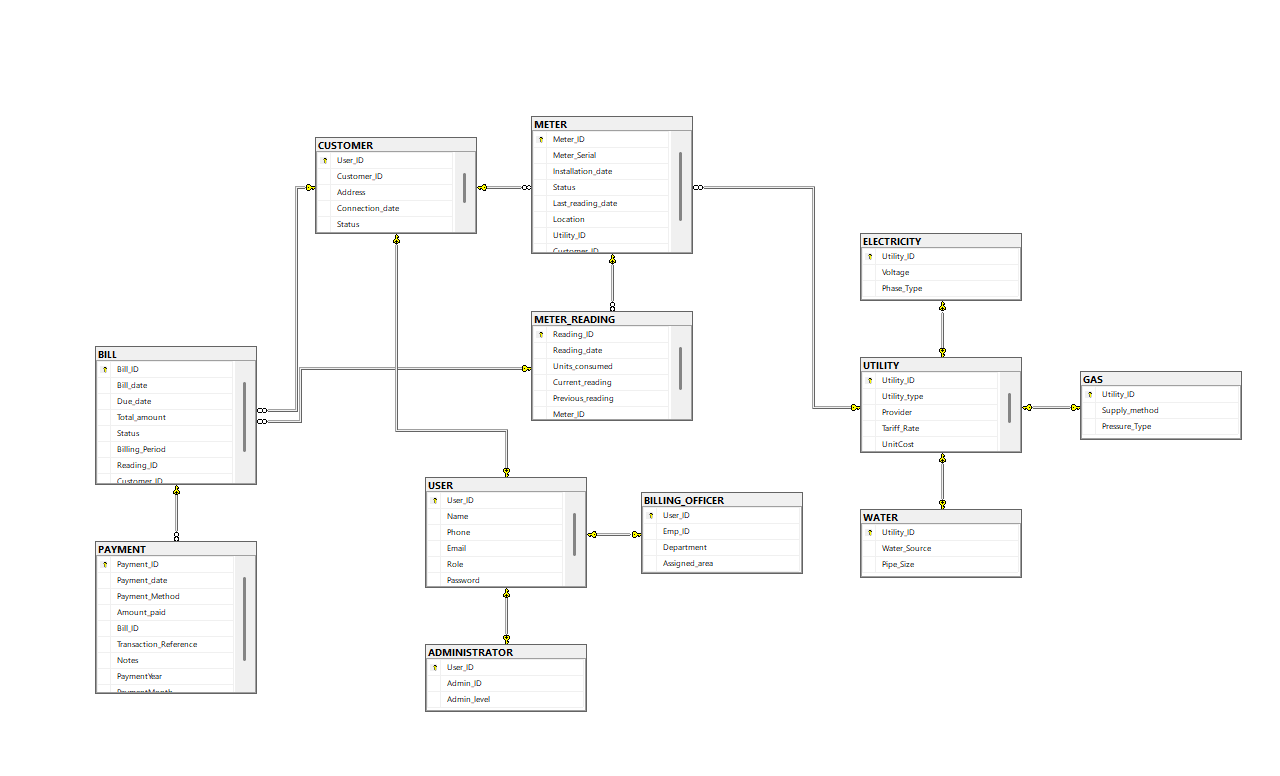 METER
Meter_ID
Meter_Serial
Installation_date
Status
Last_reading_date
Location
Utility_ID
Customer_ID
CUSTOMER
User_ID
Customer_ID
Address
Connection_date
Status
ELECTRICITY
Utility_ID
Voltage
Phase_Type
METER_READING
Reading_ID
Reading_date
Units_consumed
Current_reading
Previous_reading
Meter_ID
BILL
Bill_ID
Bill_date
Due_date
Total_amount
Status
Billing_Period
Reading_ID
Customer_ID
UTILITY
Utility_ID
Utility_type
Provider
Tariff_Rate
UnitCost
GAS
Utility_ID
Supply_method
Pressure_Type
USER
User_ID
Name
Phone
Email
Role
Password
BILLING_OFFICER
User_ID
Emp_ID
Department
Assigned_area
WATER
Utility_ID
Water_Source
Pipe_Size
PAYMENT
Payment_ID
Payment_date
Payment_Method
Amount_paid
Bill_ID
Transaction_Reference
Notes
PaymentYear
PaymentMonth
ADMINISTRATOR
User_ID
Admin_ID
Admin_level